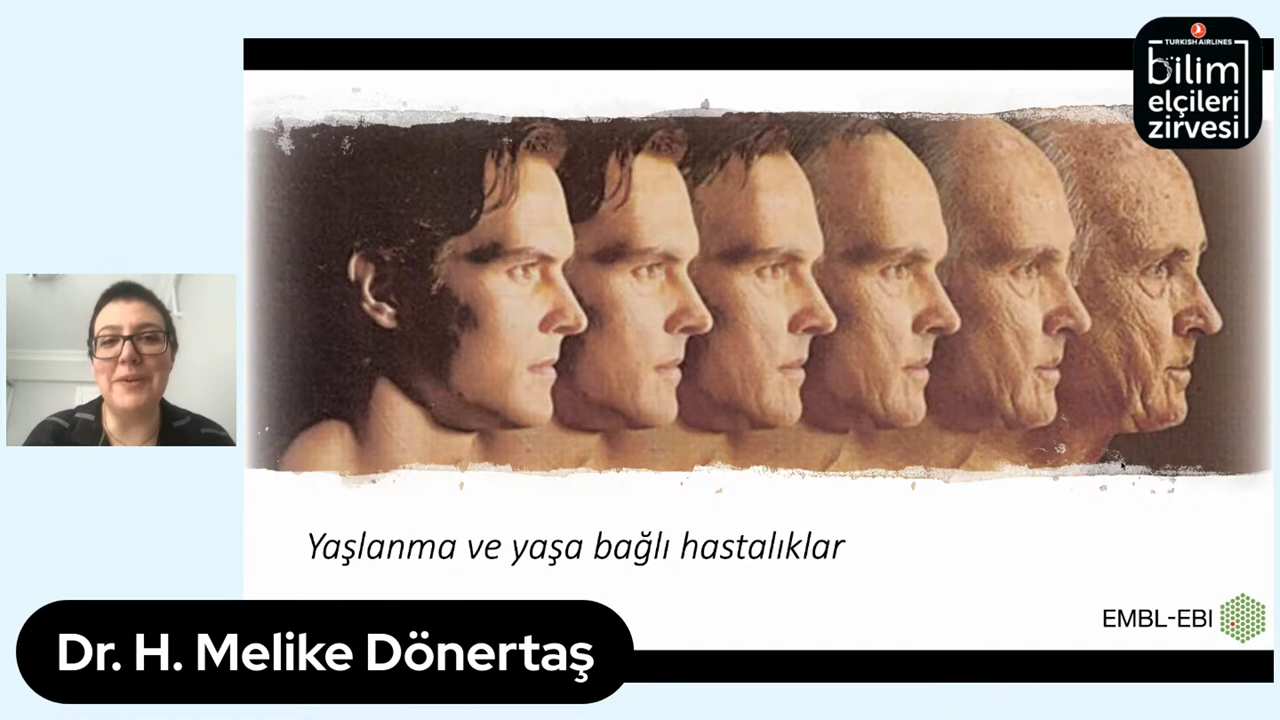 TURKISH AIRLINES
bilim
elçileri
zirvesi
Yaşlanma ve yaşa bağlı hastalıklar
EMBL-EBI
Dr. H. Melike Dönertaş